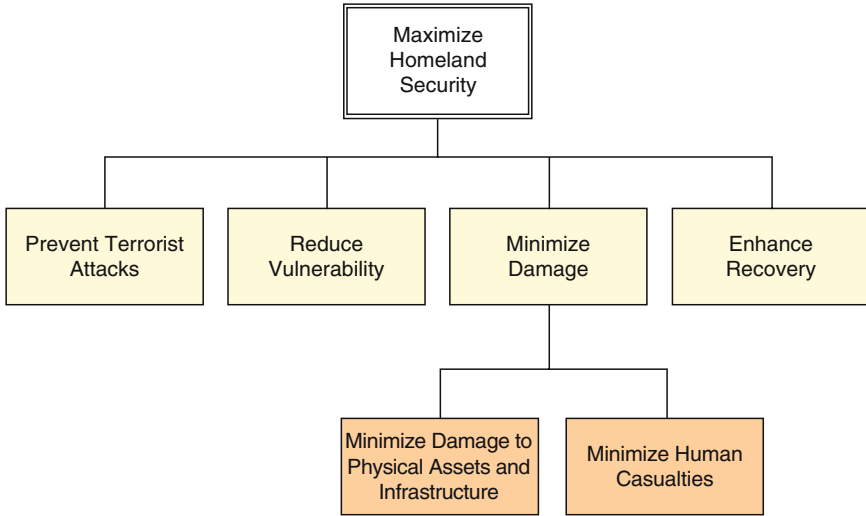 Maximize
Homeland
Security
Prevent Terrorist
Attacks
Reduce
Vulnerability
Minimize
Damage
Enhance
Recovery
Minimize Damage to
Physical Assets and
Infrastructure
Minimize Human
Casualties